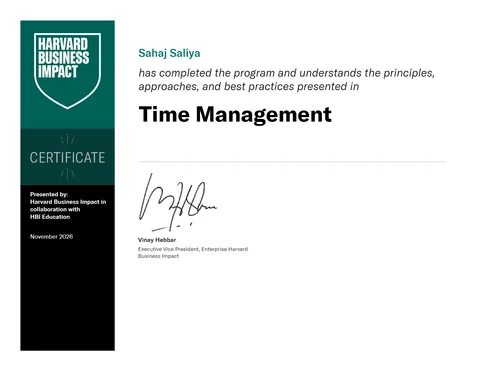 HARVARD
BUSINESS
IMPACT
CERTIFICATE
Presented by:
Harvard Business Impact in
collaboration with
HBI Education
November 2026
Sahaj Saliya
has completed the program and understands the principles,
approaches, and best practices presented in
Time Management
Vinay Hebbar
Executive Vice President, Enterprise Harvard
Business Impact